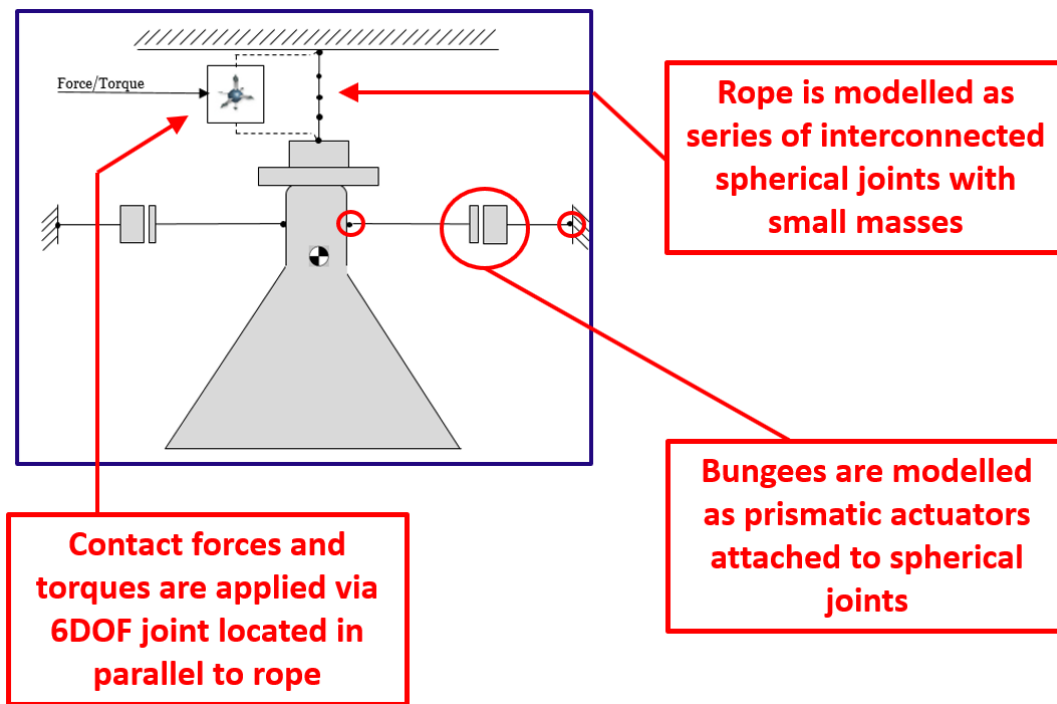 Force/Torque
Rope is modelled as
series of interconnected
spherical joints with
small masses
Bungees are modelled
as prismatic actuators
attached to spherical
joints
Contact forces and
torques are applied via
6DOF joint located in
parallel to rope